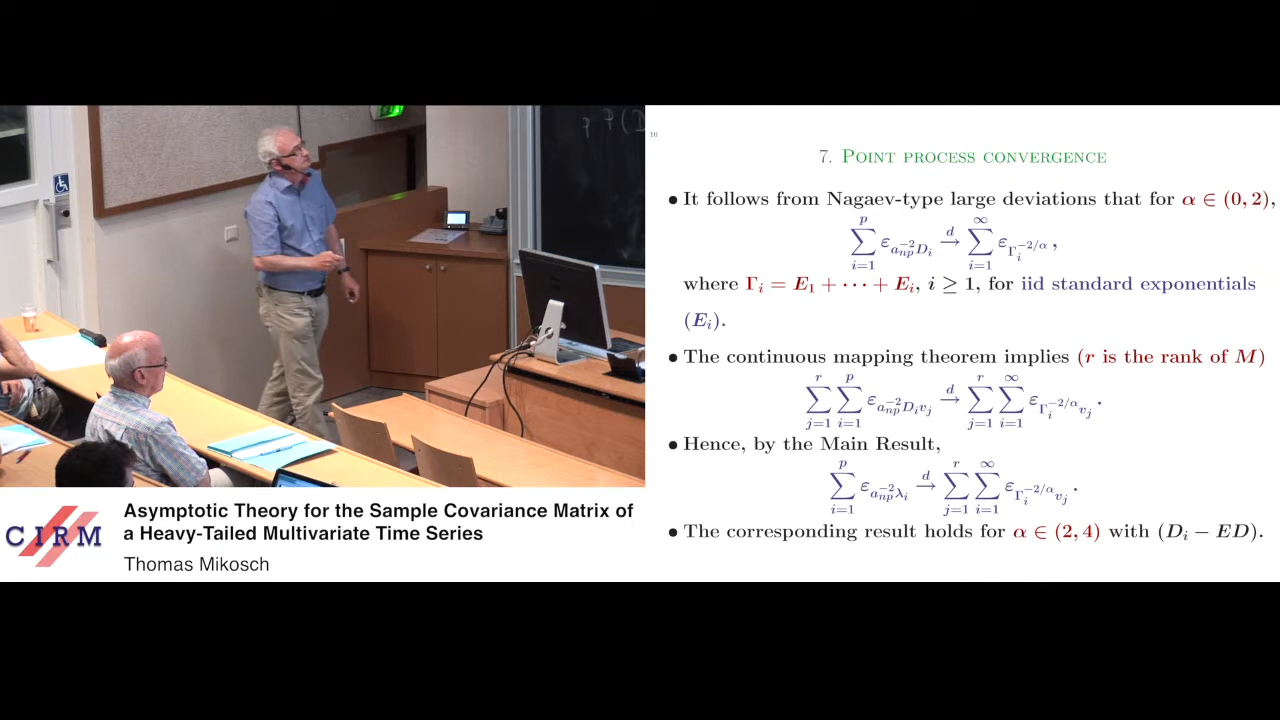 P P(D
10
7. Point process convergence
• It follows from Nagaev-type large deviations that for α ∈ (0, 2),
∑_{i=1}^{p} ε_{a_{np}^{-2} D_i} →^d ∑_{i=1}^{∞} ε_{Γ_i^{-2/α}} ,
where Γ_i = E_1 + ⋯ + E_i, i ≥ 1, for iid standard exponentials
(E_i).
• The continuous mapping theorem implies (r is the rank of M)
∑_{j=1}^{r} ∑_{i=1}^{p} ε_{a_{np}^{-2} D_i v_j} →^d ∑_{j=1}^{r} ∑_{i=1}^{∞} ε_{Γ_i^{-2/α} v_j} .
• Hence, by the Main Result,
∑_{i=1}^{p} ε_{a_{np}^{-2} λ_i} →^d ∑_{j=1}^{r} ∑_{i=1}^{∞} ε_{Γ_i^{-2/α} v_j} .
• The corresponding result holds for α ∈ (2, 4) with (D_i − ED).
CIRM
Asymptotic Theory for the Sample Covariance Matrix of
a Heavy-Tailed Multivariate Time Series
Thomas Mikosch